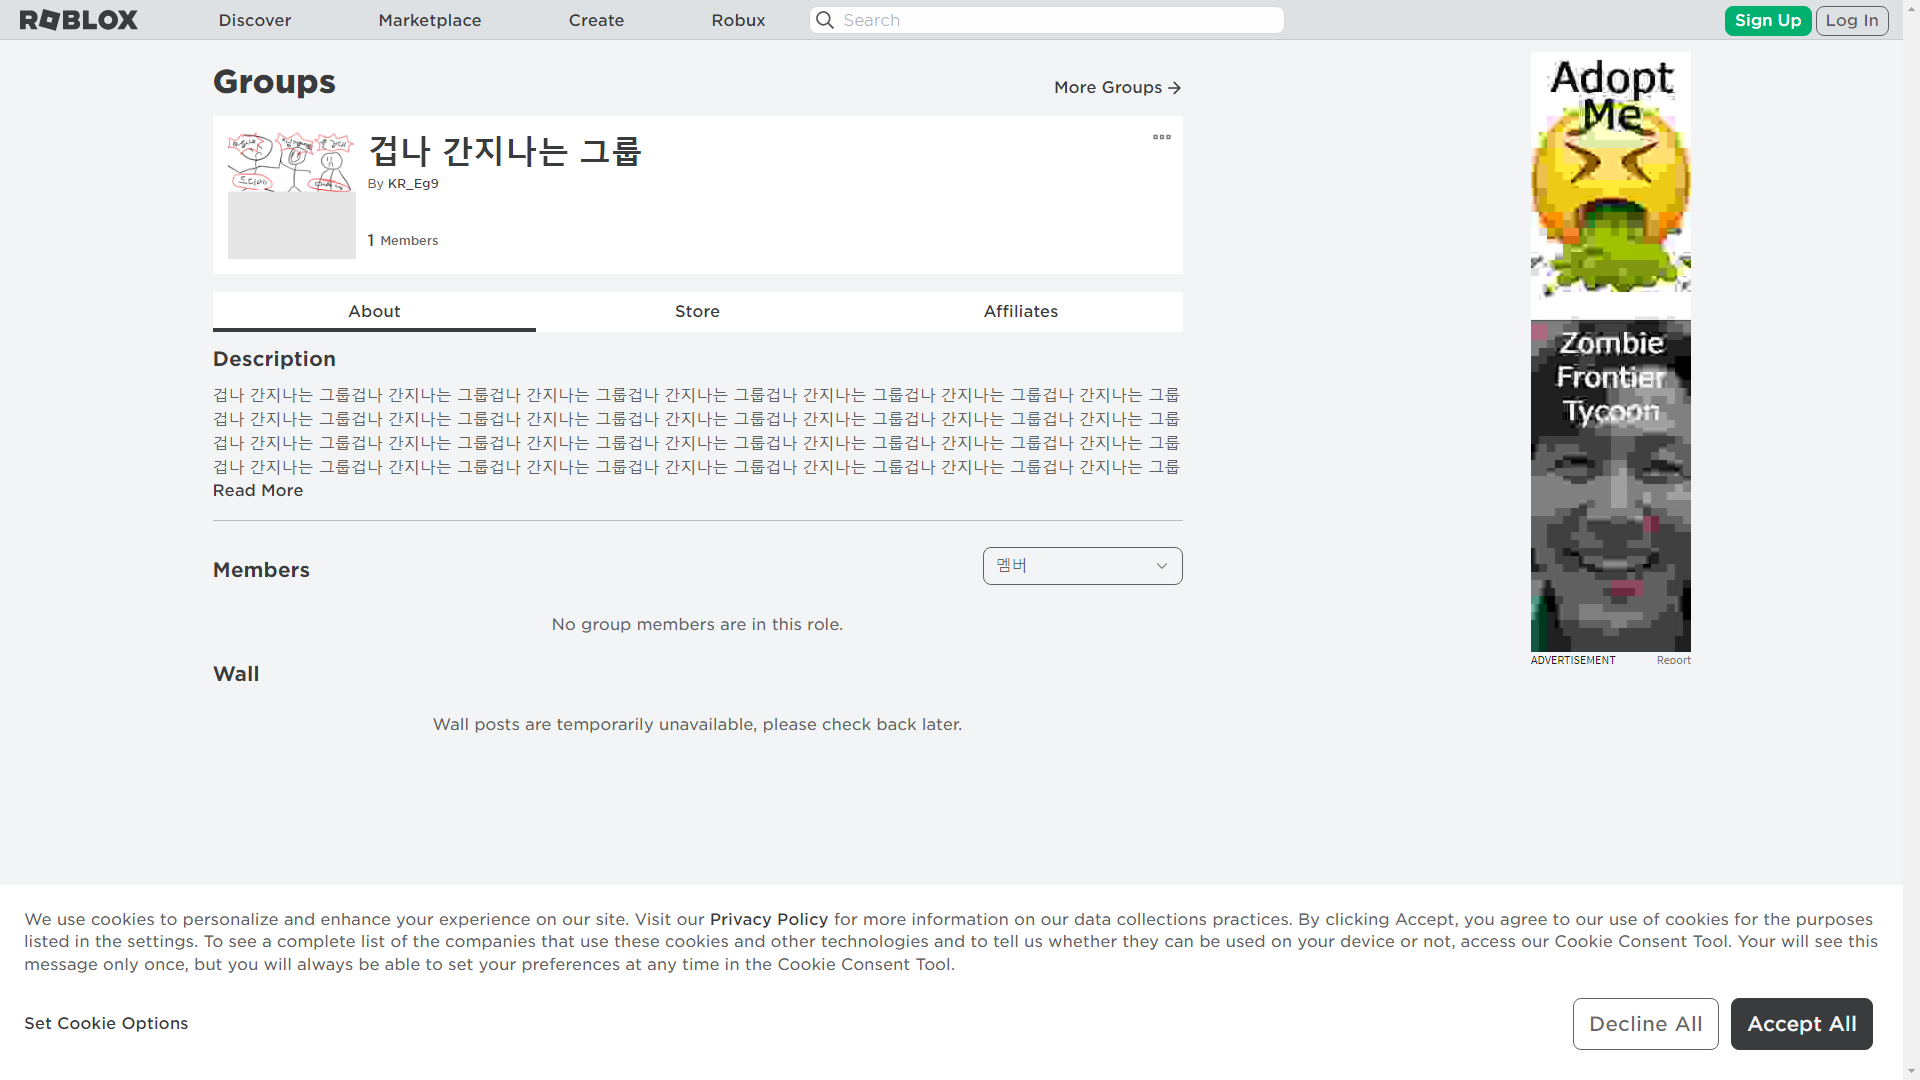 ROBLOX
Discover
Marketplace
Create
Robux
Search
Sign Up
Log In
Groups
More Groups
겁나 간지나는 그룹
By KR_Eg9
1 Members
About
Store
Affiliates
Description
겁나 간지나는 그룹겁나 간지나는 그룹겁나 간지나는 그룹겁나 간지나는 그룹겁나 간지나는 그룹겁나 간지나는 그룹겁나 간지나는 그룹
겁나 간지나는 그룹겁나 간지나는 그룹겁나 간지나는 그룹겁나 간지나는 그룹겁나 간지나는 그룹겁나 간지나는 그룹겁나 간지나는 그룹
겁나 간지나는 그룹겁나 간지나는 그룹겁나 간지나는 그룹겁나 간지나는 그룹겁나 간지나는 그룹겁나 간지나는 그룹겁나 간지나는 그룹
겁나 간지나는 그룹겁나 간지나는 그룹겁나 간지나는 그룹겁나 간지나는 그룹겁나 간지나는 그룹겁나 간지나는 그룹겁나 간지나는 그룹
Read More
Members
멤버
No group members are in this role.
Wall
Wall posts are temporarily unavailable, please check back later.
Adopt
Me
Zombie
Frontier
Tycoon
ADVERTISEMENT
Report
We use cookies to personalize and enhance your experience on our site. Visit our Privacy Policy for more information on our data collections practices. By clicking Accept, you agree to our use of cookies for the purposes
listed in the settings. To see a complete list of the companies that use these cookies and other technologies and to tell us whether they can be used on your device or not, access our Cookie Consent Tool. Your will see this
message only once, but you will always be able to set your preferences at any time in the Cookie Consent Tool.
Set Cookie Options
Decline All
Accept All